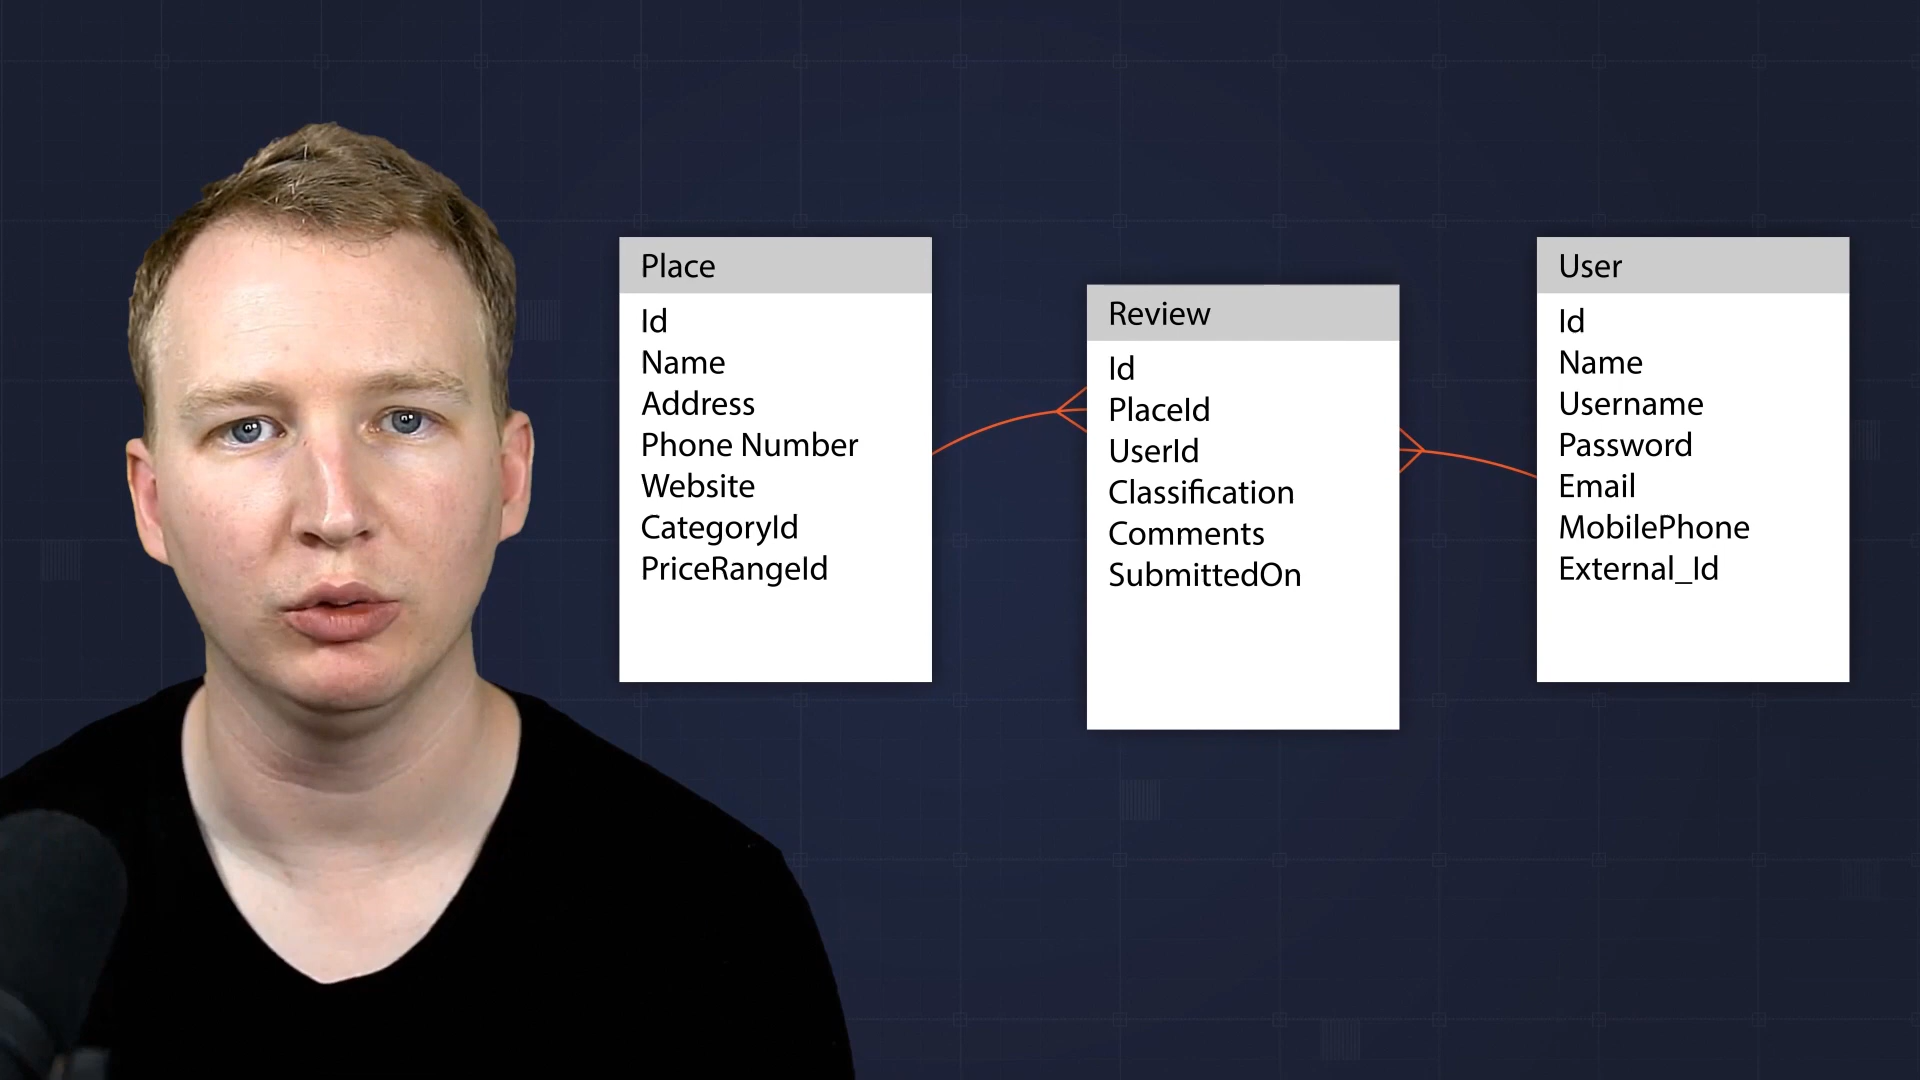 Place
Id
Name
Address
Phone Number
Website
CategoryId
PriceRangeId
Review
Id
PlaceId
UserId
Classification
Comments
SubmittedOn
User
Id
Name
Username
Password
Email
MobilePhone
External_Id